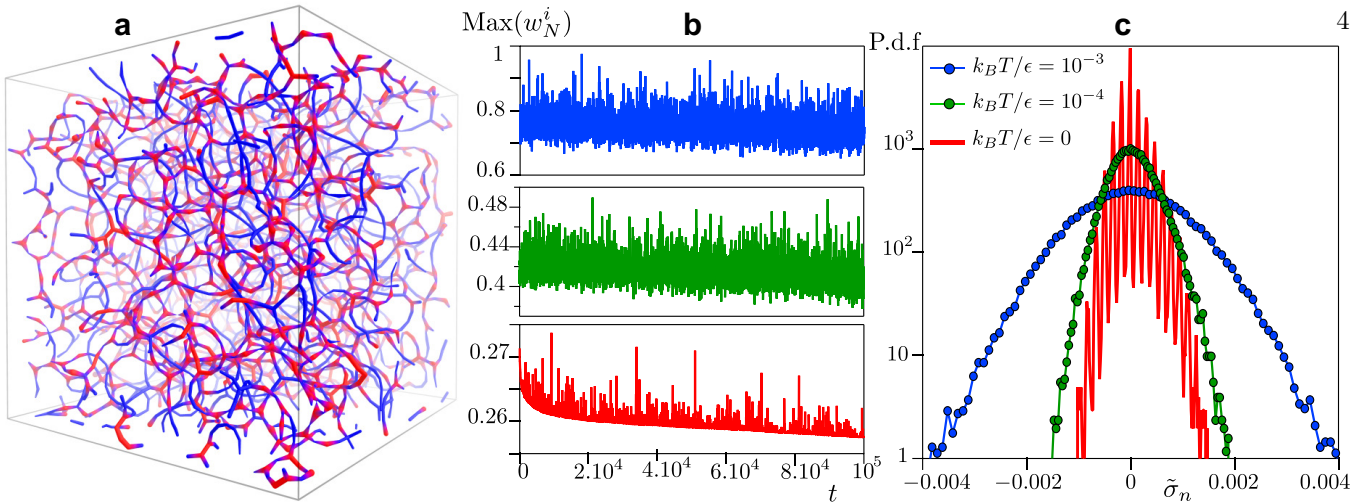 a
Max(w_N^i)
b
1
0.8
0.6
0.48
0.44
0.4
0.27
0.26
0
2.10^4
4.10^4
6.10^4
8.10^4
10^5
t
4
c
P.d.f
k_BT/ϵ = 10^{-3}
k_BT/ϵ = 10^{-4}
k_BT/ϵ = 0
10^3
10^2
10
1
−0.004
−0.002
0
0.002
0.004
σ̃_n